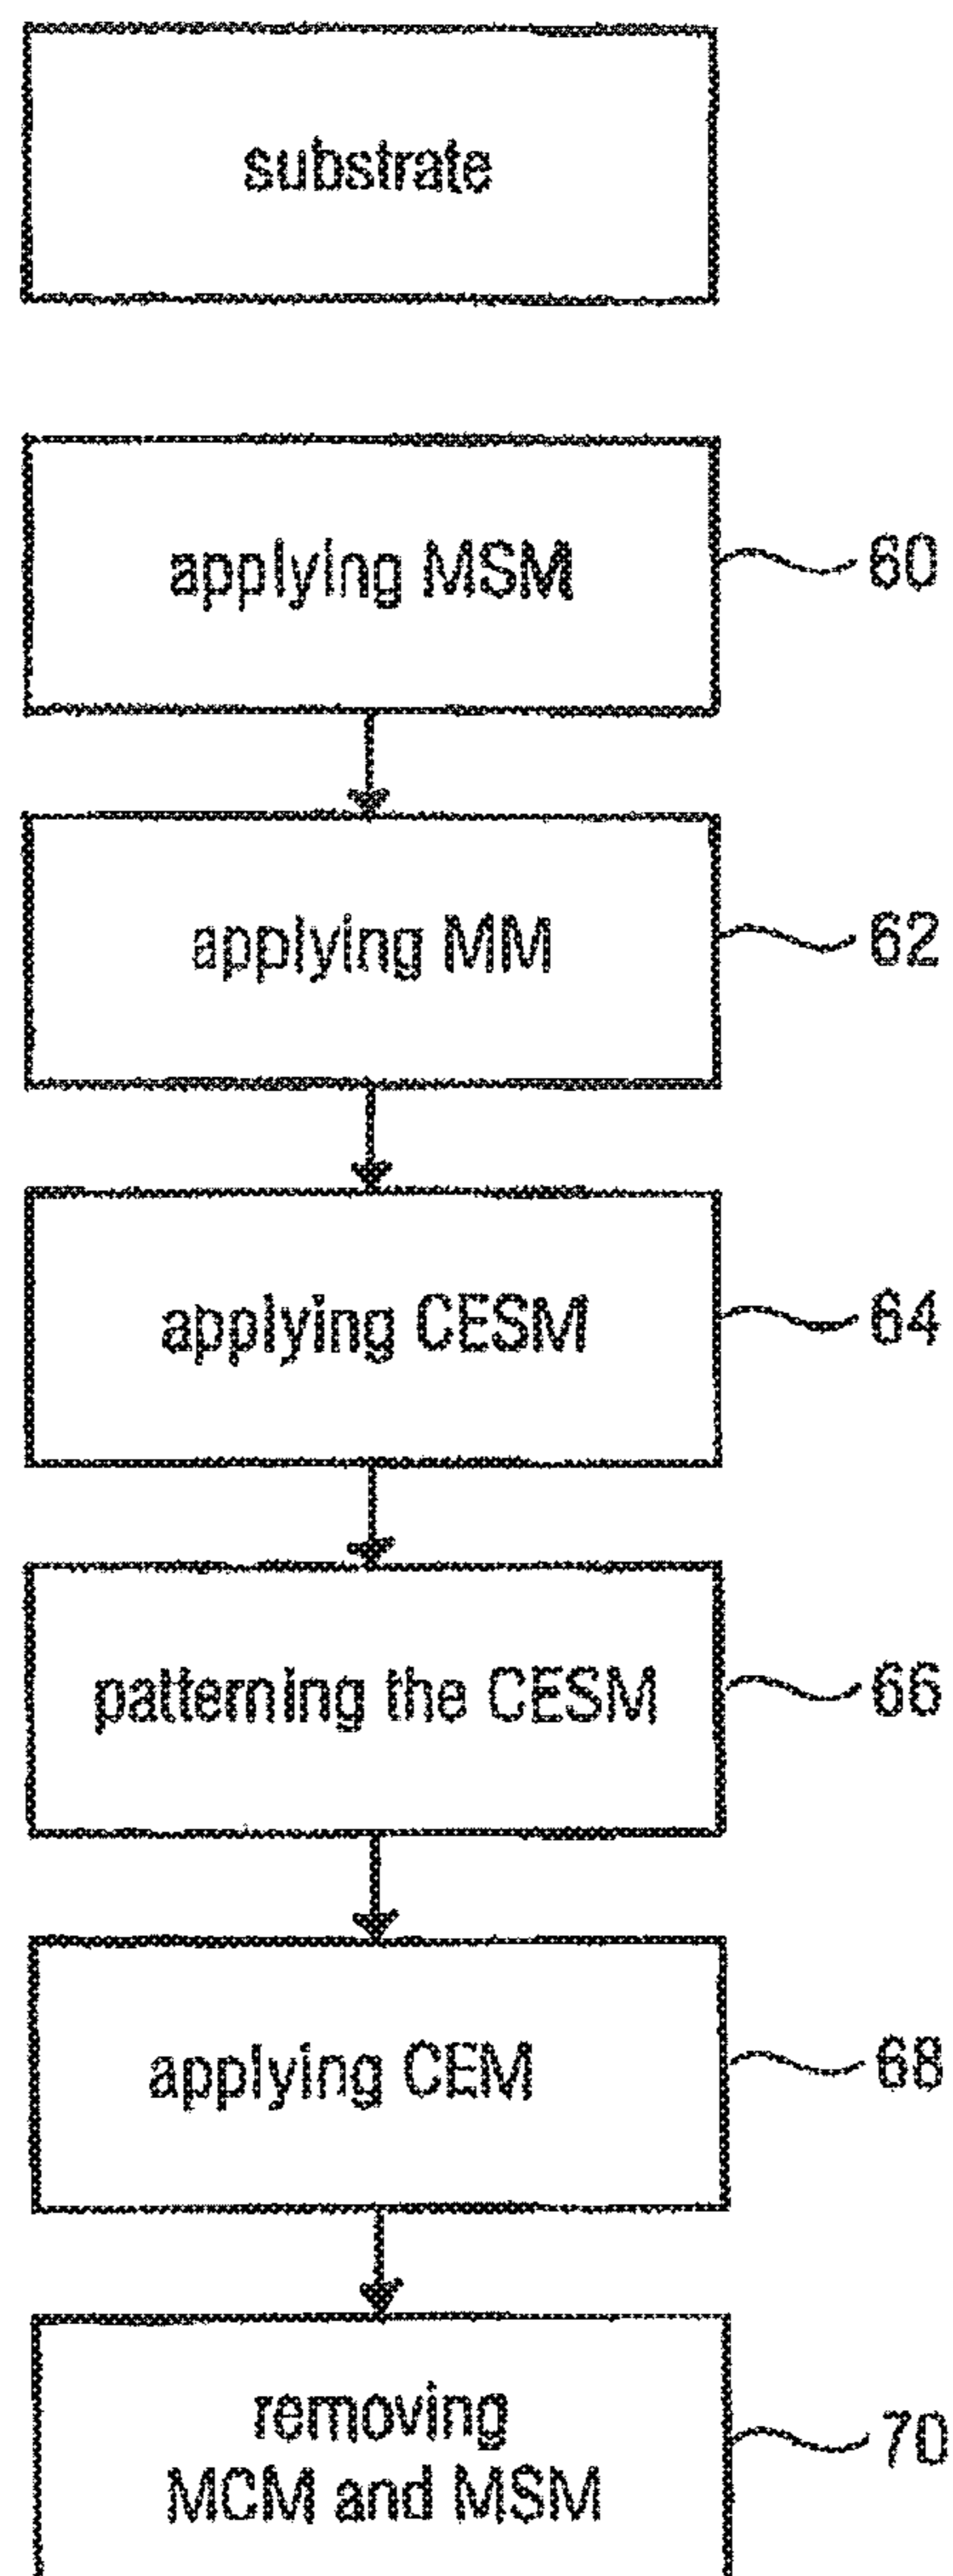 substrate
applying MSM
60
applying MM
62
applying CESM
64
patterning the CESM
66
applying CEM
68
removing
MCM and MSM
70